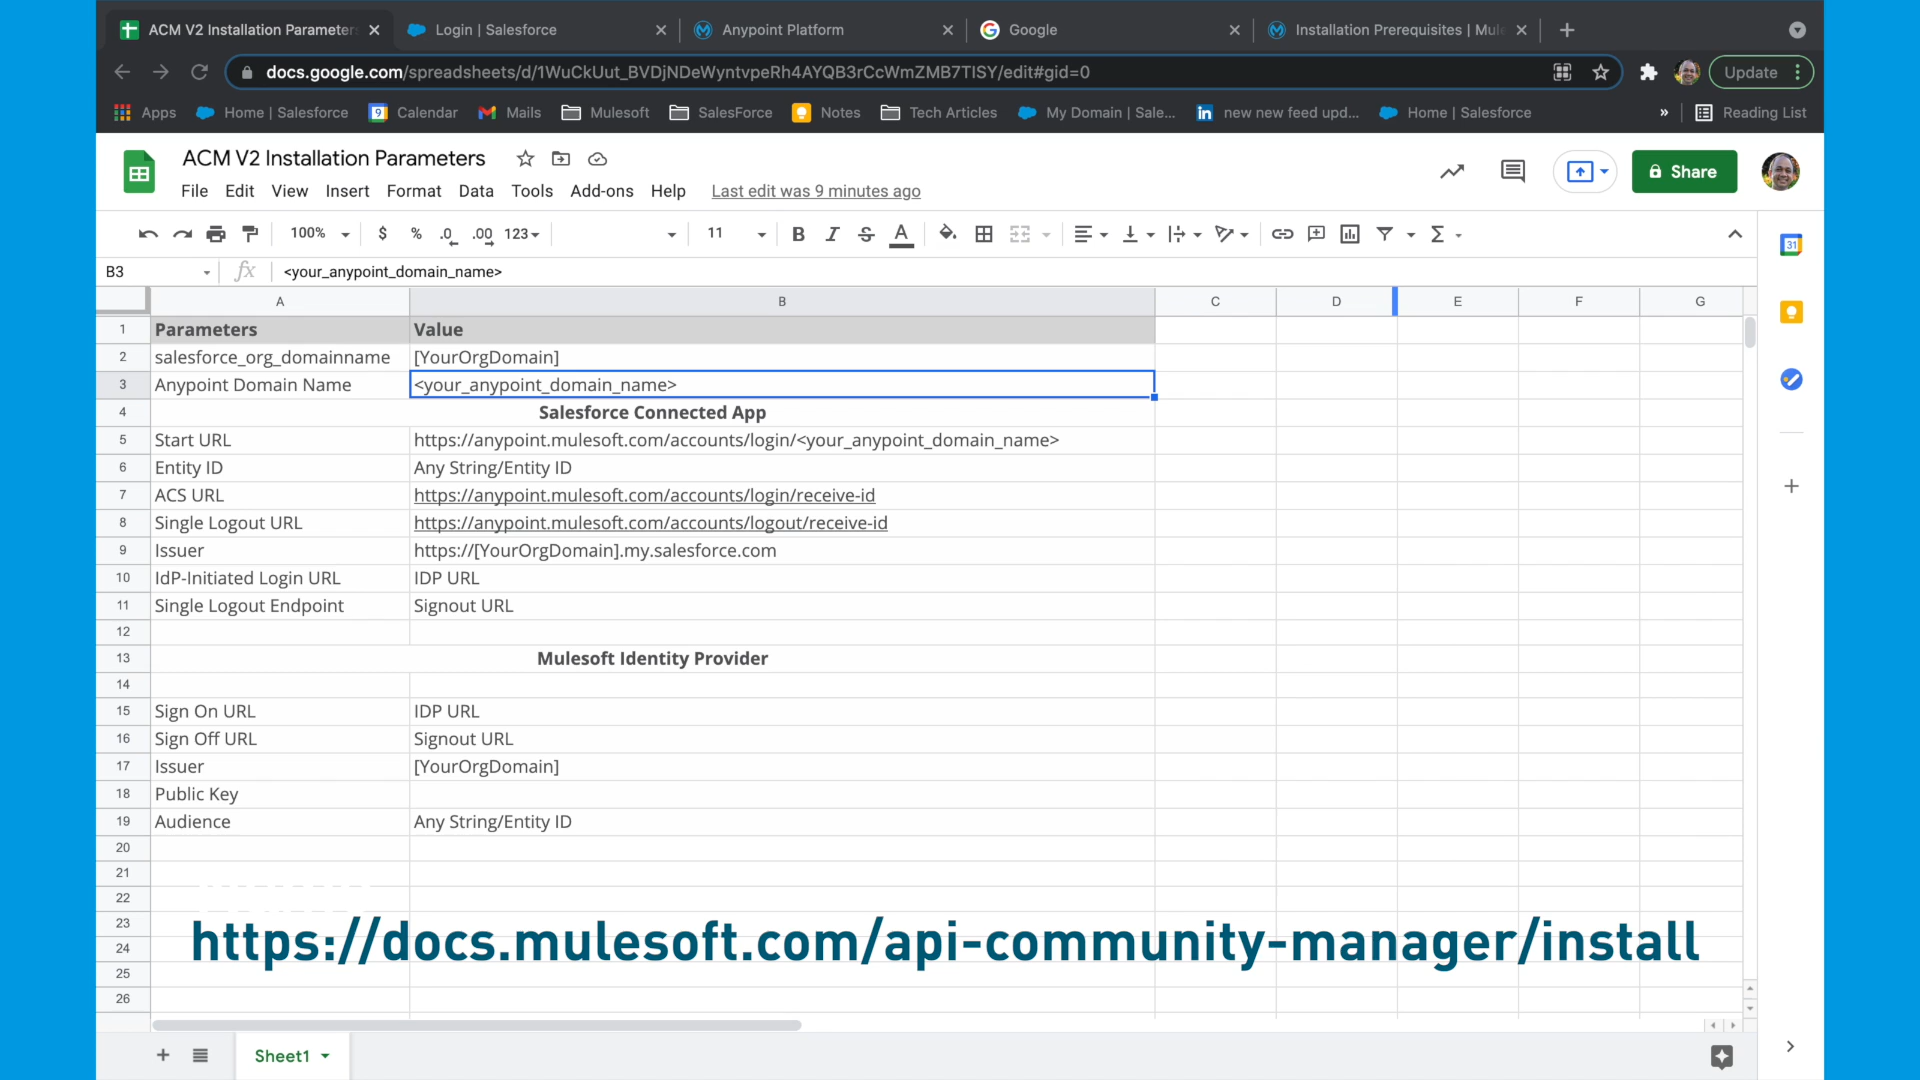 ACM V2 Installation Parameters Login | Salesforce Anypoint Platform Google Installation Prerequisites | Mule
docs.google.com/spreadsheets/d/1WuCkUut_BVDjNDeWyntvpeRh4AYQB3rCcWmZMB7TISY/edit#gid=0 Update
Apps Home | Salesforce 9 Calendar Mails Mulesoft SalesForce Notes Tech Articles My Domain | Sale... in new new feed upd... Home | Salesforce » Reading List
ACM V2 Installation Parameters
File Edit View Insert Format Data Tools Add-ons Help Last edit was 9 minutes ago
Share
100% $ % .0 .00 123 11 B I S A Σ
31
B3 fx <your_anypoint_domain_name>
A B C D E F G
1 Parameters Value
2 salesforce_org_domainname [YourOrgDomain]
3 Anypoint Domain Name <your_anypoint_domain_name>
4 Salesforce Connected App
5 Start URL https://anypoint.mulesoft.com/accounts/login/<your_anypoint_domain_name>
6 Entity ID Any String/Entity ID
7 ACS URL https://anypoint.mulesoft.com/accounts/login/receive-id
8 Single Logout URL https://anypoint.mulesoft.com/accounts/logout/receive-id
9 Issuer https://[YourOrgDomain].my.salesforce.com
10 IdP-Initiated Login URL IDP URL
11 Single Logout Endpoint Signout URL
12
13 Mulesoft Identity Provider
14
15 Sign On URL IDP URL
16 Sign Off URL Signout URL
17 Issuer [YourOrgDomain]
18 Public Key
19 Audience Any String/Entity ID
20
21
22
23
24
https://docs.mulesoft.com/api-community-manager/install
25
26
Sheet1